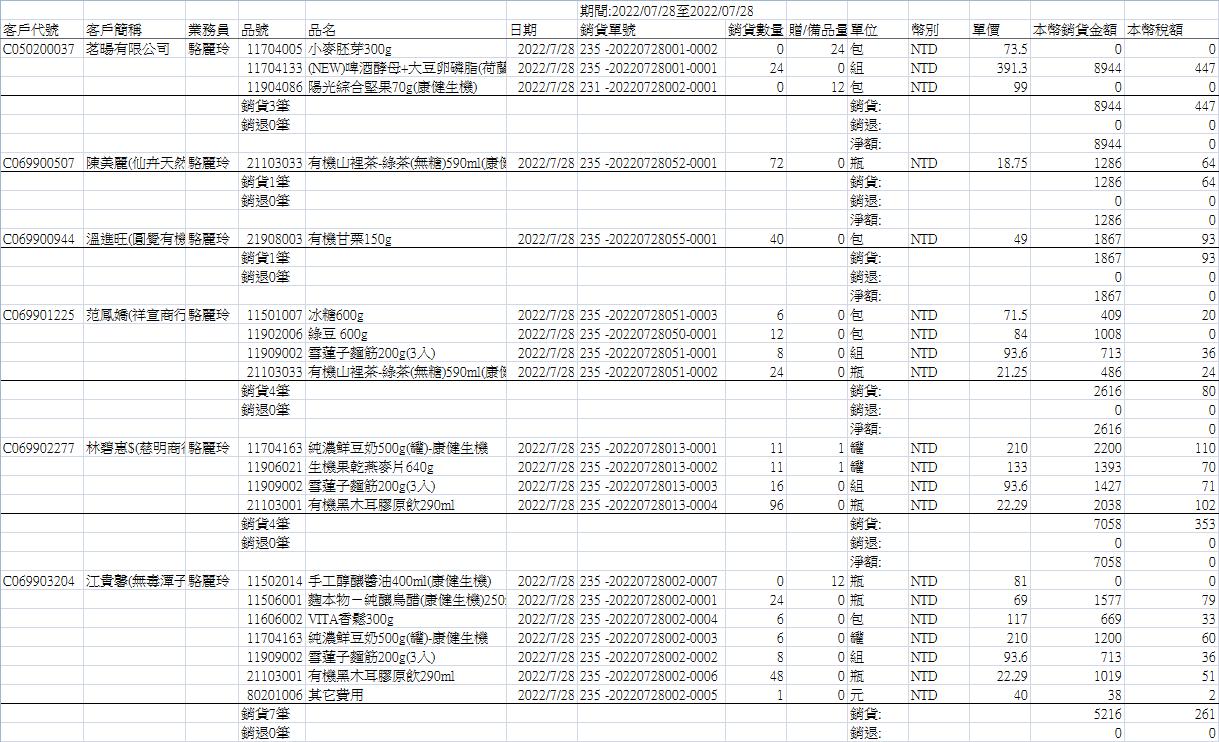 期間:2022/07/28至2022/07/28
客戶代號 客戶簡稱 業務員 品號 品名 日期 銷貨單號 銷貨數量 贈/備品量 單位 幣別 單價 本幣銷貨金額 本幣稅額
C050200037 茗暘有限公司 駱麗玲 11704005 小麥胚芽300g 2022/7/28 235 -20220728001-0002 0 24 包 NTD 73.5 0 0
11704133 (NEW)啤酒酵母+大豆卵磷脂(荷蘭 2022/7/28 235 -20220728001-0001 24 0 組 NTD 391.3 8944 447
11904086 陽光綜合堅果70g(康健生機) 2022/7/28 231 -20220728002-0001 0 12 包 NTD 99 0 0
銷貨3筆 銷貨: 8944 447
銷退0筆 銷退: 0 0
淨額: 8944 0
C069900507 陳美麗(仙卉天然 駱麗玲 21103033 有機山裡茶-綠茶(無糖)590ml(康健 2022/7/28 235 -20220728052-0001 72 0 瓶 NTD 18.75 1286 64
銷貨1筆 銷貨: 1286 64
銷退0筆 銷退: 0 0
淨額: 1286 0
C069900944 溫進旺(圓覺有機 駱麗玲 21908003 有機甘栗150g 2022/7/28 235 -20220728055-0001 40 0 包 NTD 49 1867 93
銷貨1筆 銷貨: 1867 93
銷退0筆 銷退: 0 0
淨額: 1867 0
C069901225 范鳳嬌(祥宣商行 駱麗玲 11501007 冰糖600g 2022/7/28 235 -20220728051-0003 6 0 包 NTD 71.5 409 20
11902006 綠豆 600g 2022/7/28 235 -20220728050-0001 12 0 包 NTD 84 1008 0
11909002 雪蓮子麵筋200g(3入) 2022/7/28 235 -20220728051-0001 8 0 組 NTD 93.6 713 36
21103033 有機山裡茶-綠茶(無糖)590ml(康健 2022/7/28 235 -20220728051-0002 24 0 瓶 NTD 21.25 486 24
銷貨4筆 銷貨: 2616 80
銷退0筆 銷退: 0 0
淨額: 2616 0
C069902277 林碧惠$(慈明商行 駱麗玲 11704163 純濃鮮豆奶500g(罐)-康健生機 2022/7/28 235 -20220728013-0001 11 1 罐 NTD 210 2200 110
11906021 生機果乾燕麥片640g 2022/7/28 235 -20220728013-0002 11 1 罐 NTD 133 1393 70
11909002 雪蓮子麵筋200g(3入) 2022/7/28 235 -20220728013-0003 16 0 組 NTD 93.6 1427 71
21103001 有機黑木耳膠原飲290ml 2022/7/28 235 -20220728013-0004 96 0 瓶 NTD 22.29 2038 102
銷貨4筆 銷貨: 7058 353
銷退0筆 銷退: 0 0
淨額: 7058 0
C069903204 江貴馨(無毒潭子 駱麗玲 11502014 手工醇釀醬油400ml(康健生機) 2022/7/28 235 -20220728002-0007 0 12 瓶 NTD 81 0 0
11506001 麴本物－純釀烏醋(康健生機)250 2022/7/28 235 -20220728002-0001 24 0 瓶 NTD 69 1577 79
11606002 VITA香鬆300g 2022/7/28 235 -20220728002-0004 6 0 包 NTD 117 669 33
11704163 純濃鮮豆奶500g(罐)-康健生機 2022/7/28 235 -20220728002-0003 6 0 罐 NTD 210 1200 60
11909002 雪蓮子麵筋200g(3入) 2022/7/28 235 -20220728002-0002 8 0 組 NTD 93.6 713 36
21103001 有機黑木耳膠原飲290ml 2022/7/28 235 -20220728002-0006 48 0 瓶 NTD 22.29 1019 51
80201006 其它費用 2022/7/28 235 -20220728002-0005 1 0 元 NTD 40 38 2
銷貨7筆 銷貨: 5216 261
銷退0筆 銷退: 0 0